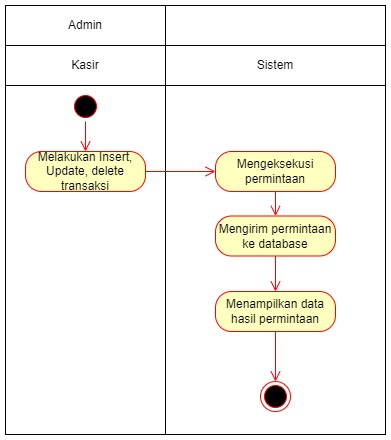 Admin
Kasir
Sistem
Melakukan Insert,
Update, delete
transaksi
Mengeksekusi
permintaan
Mengirim permintaan
ke database
Menampilkan data
hasil permintaan